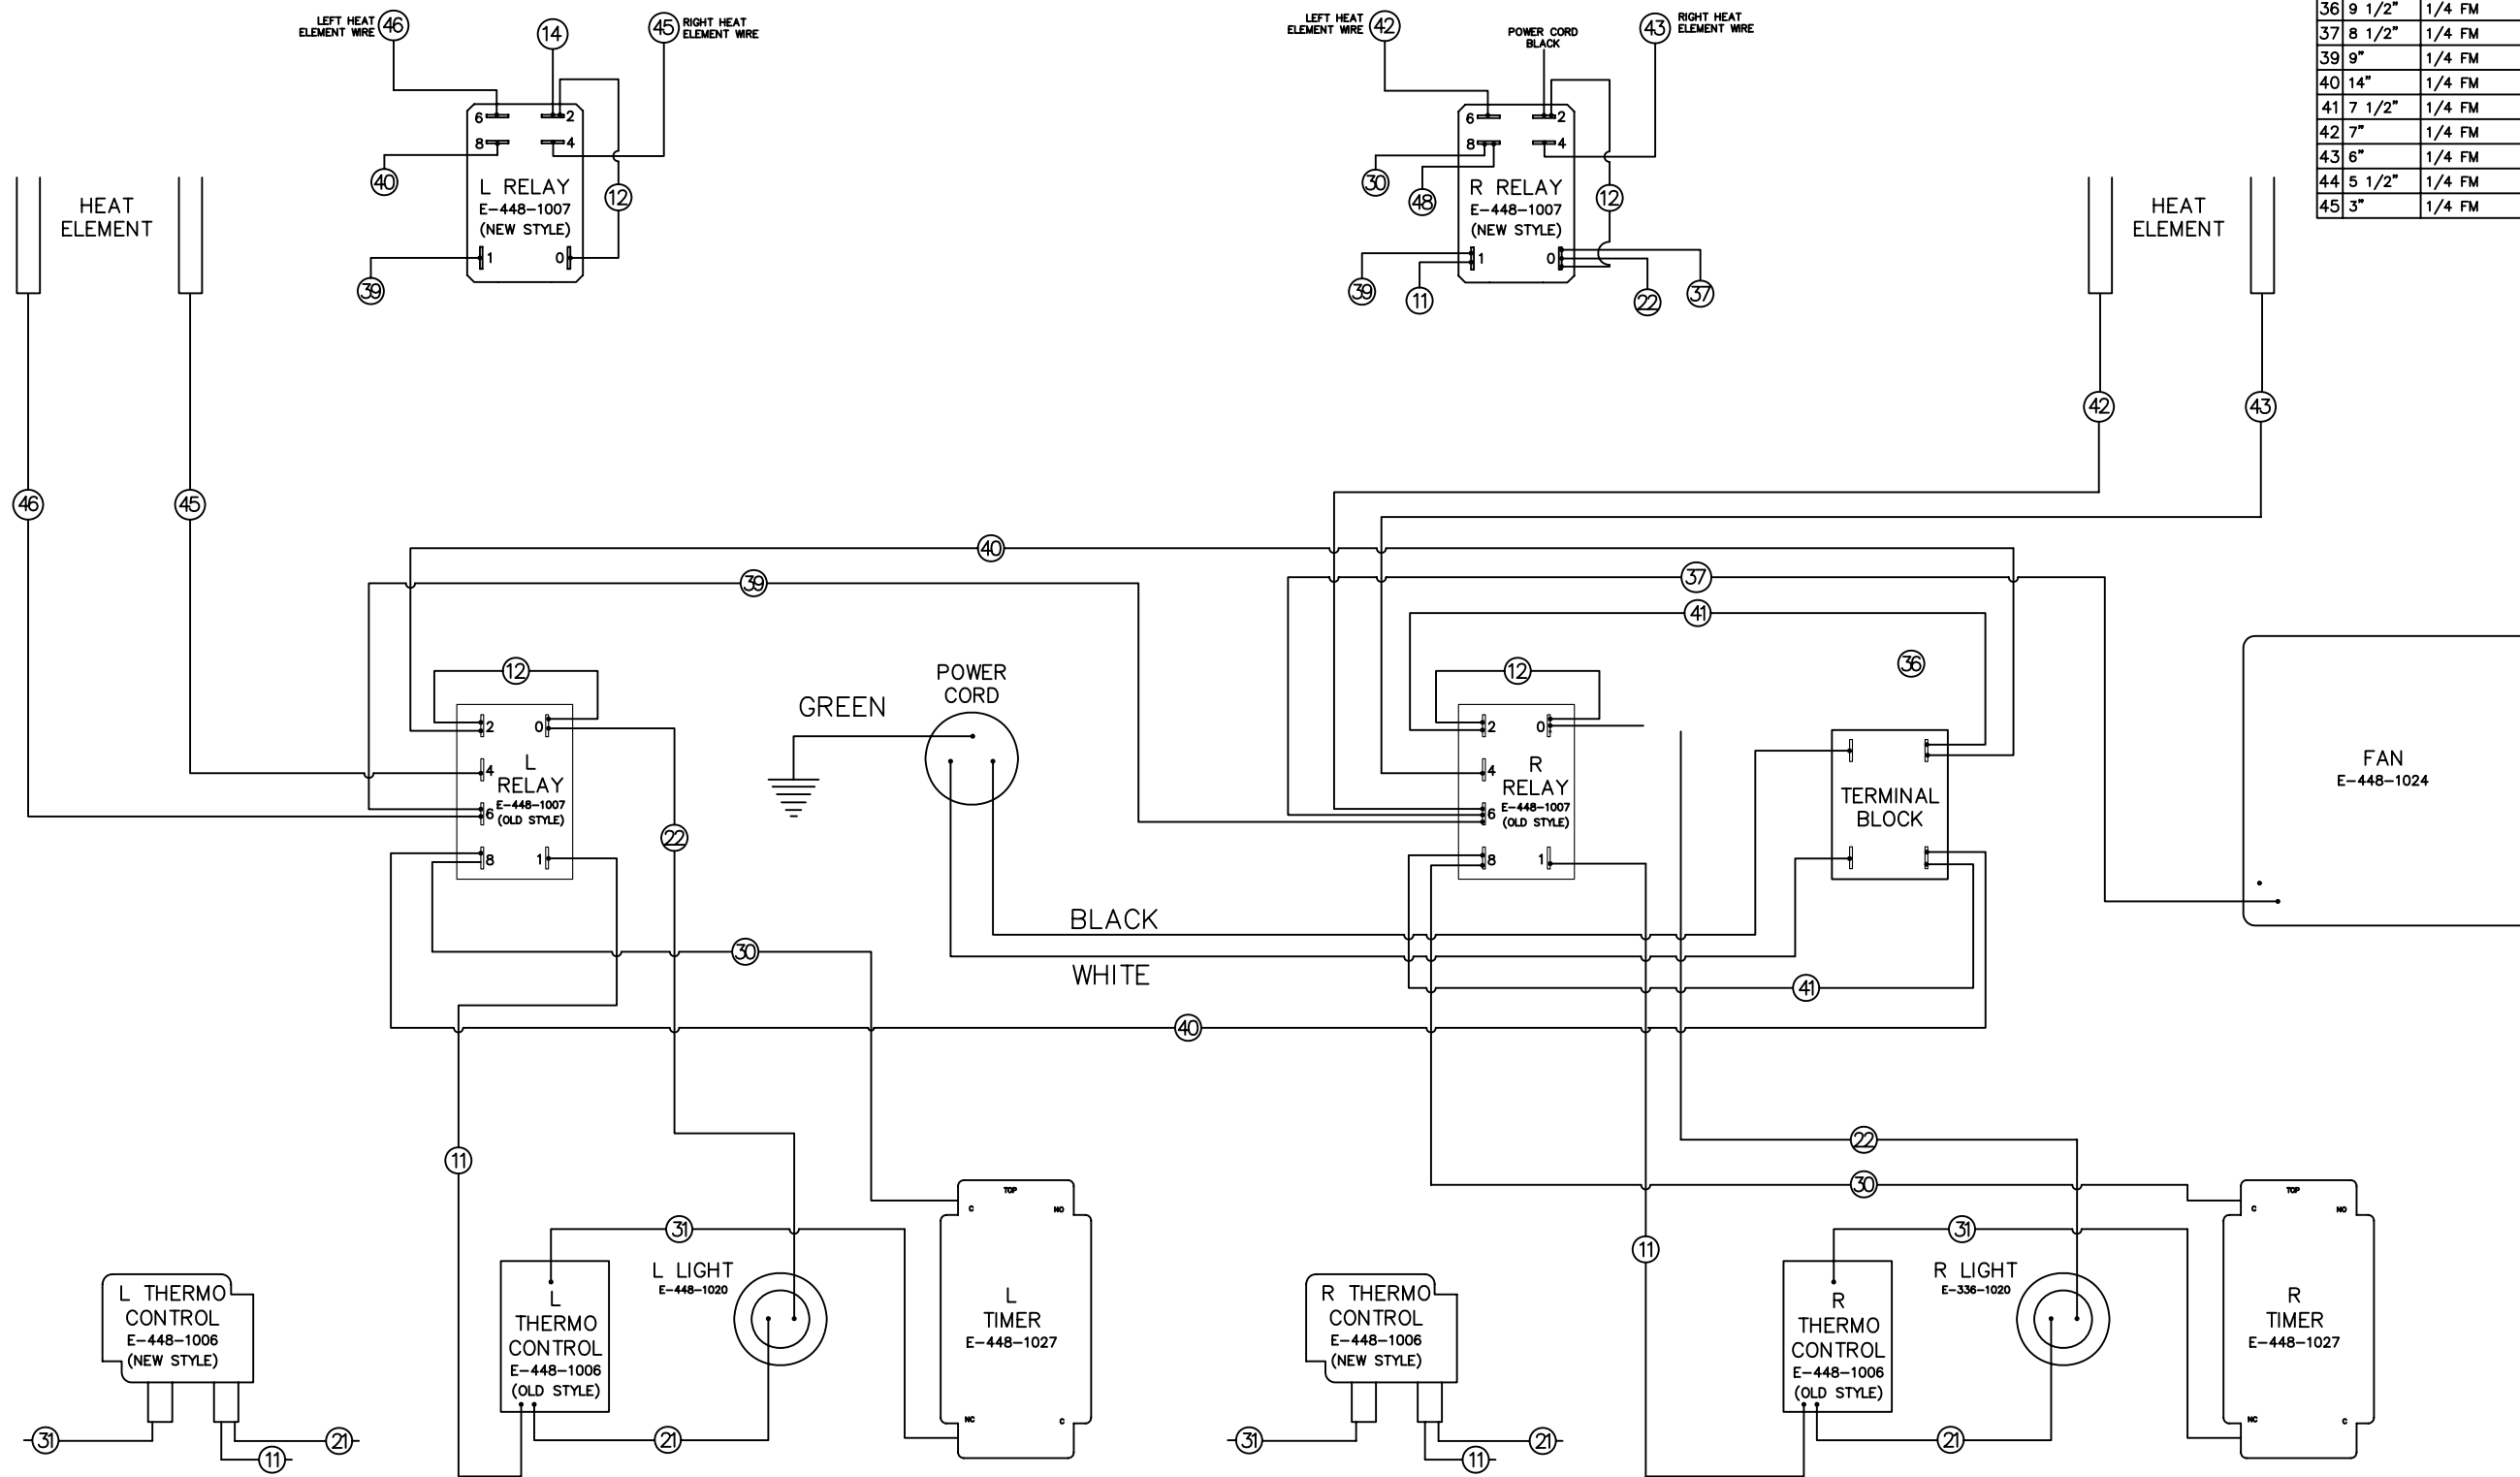 LEFT HEAT
ELEMENT WIRE
46
14
45
RIGHT HEAT
ELEMENT WIRE
6
2
8
4
40
L RELAY
E-448-1007
(NEW STYLE)
12
1
0
39
LEFT HEAT
ELEMENT WIRE
42
POWER CORD
BLACK
43
RIGHT HEAT
ELEMENT WIRE
6
2
8
4
30
48
R RELAY
E-448-1007
(NEW STYLE)
12
1
0
39
11
22
37
36 9 1/2" 1/4 FM
37 8 1/2" 1/4 FM
39 9" 1/4 FM
40 14" 1/4 FM
41 7 1/2" 1/4 FM
42 7" 1/4 FM
43 6" 1/4 FM
44 5 1/2" 1/4 FM
45 3" 1/4 FM
HEAT
ELEMENT
HEAT
ELEMENT
46
45
42
43
40
39
37
41
12
2
0
4
L
RELAY
E-448-1007
(OLD STYLE)
6
8
1
22
GREEN
POWER
CORD
12
2
0
4
R
RELAY
E-448-1007
(OLD STYLE)
6
8
1
36
TERMINAL
BLOCK
FAN
E-448-1024
BLACK
WHITE
30
41
40
11
22
30
31
31
11
L THERMO
CONTROL
E-448-1006
(NEW STYLE)
31
11
21
L
THERMO
CONTROL
E-448-1006
(OLD STYLE)
L LIGHT
E-448-1020
21
TOP
C
NO
L
TIMER
E-448-1027
NC
C
R THERMO
CONTROL
E-448-1006
(NEW STYLE)
31
11
21
R
THERMO
CONTROL
E-448-1006
(OLD STYLE)
R LIGHT
E-336-1020
21
TOP
C
NO
R
TIMER
E-448-1027
NC
C